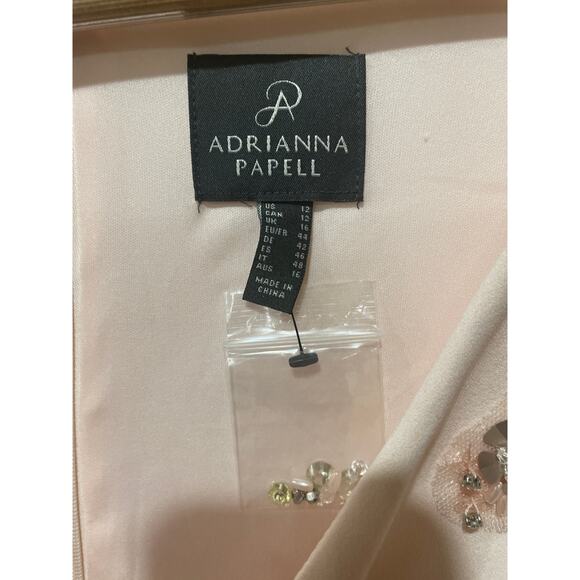 ADRIANNA
PAPELL
US 12
CAN 12
UK 16
EU/FR 44
DE 42
ES 46
IT 48
AUS 16
MADE IN
CHINA